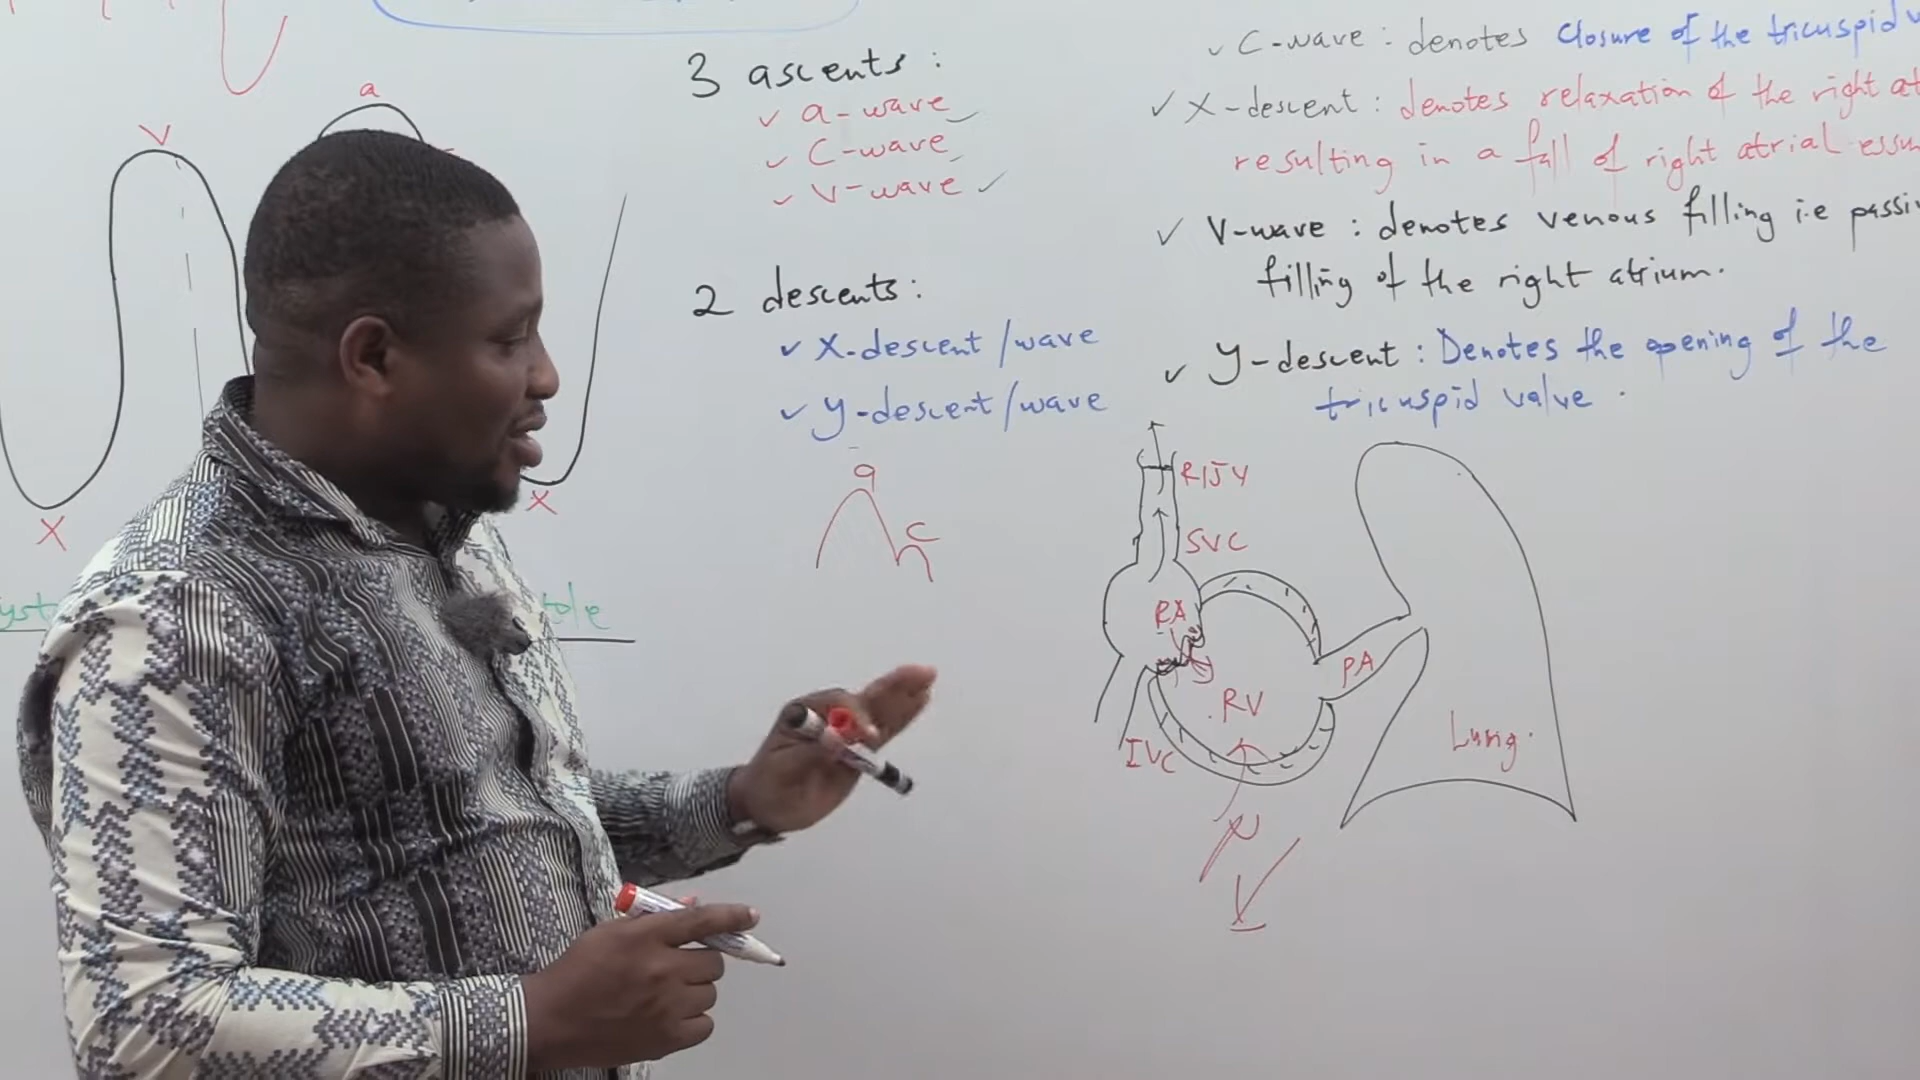 a
V
X
X
3 ascents :
✓ a-wave
✓ C-wave
✓ V-wave ✓
2 descents :
✓ X-descent/wave
✓ y-descent/wave
a
C
✓ C-wave : denotes closure of the tricuspid
✓ X-descent : denotes relaxation of the right
resulting in a fall of right atrial
✓ V-wave : denotes venous filling i.e
filling of the right atrium.
✓ Y-descent : Denotes the opening of the
tricuspid valve .
RIJV
SVC
RA
RV
PA
IVC
Lung.